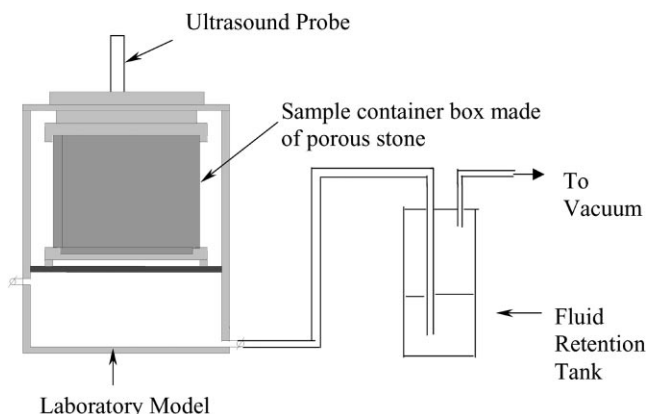 Ultrasound Probe
Sample container box made
of porous stone
To
Vacuum
Fluid
Retention
Tank
Laboratory Model